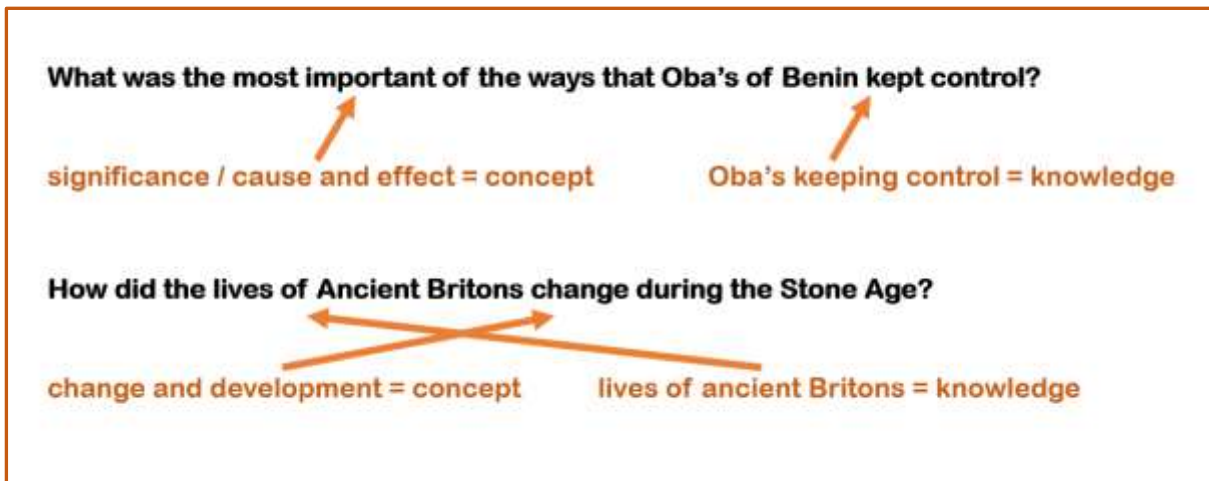 What was the most important of the ways that Oba's of Benin kept control?
significance / cause and effect = concept Oba's keeping control = knowledge
How did the lives of Ancient Britons change during the Stone Age?
change and development = concept lives of ancient Britons = knowledge